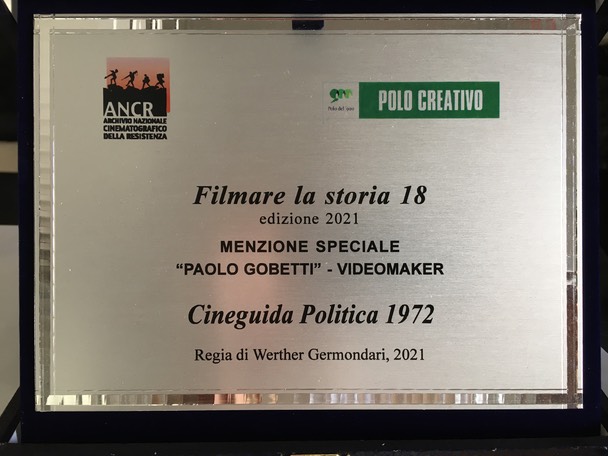 ANCR
ARCHIVIO NAZIONALE
CINEMATOGRAFICO
DELLA RESISTENZA
POLO CREATIVO
Filmare la storia 18
edizione 2021
MENZIONE SPECIALE
“PAOLO GOBETTI” - VIDEOMAKER
Cineguida Politica 1972
Regia di Werther Germondari, 2021